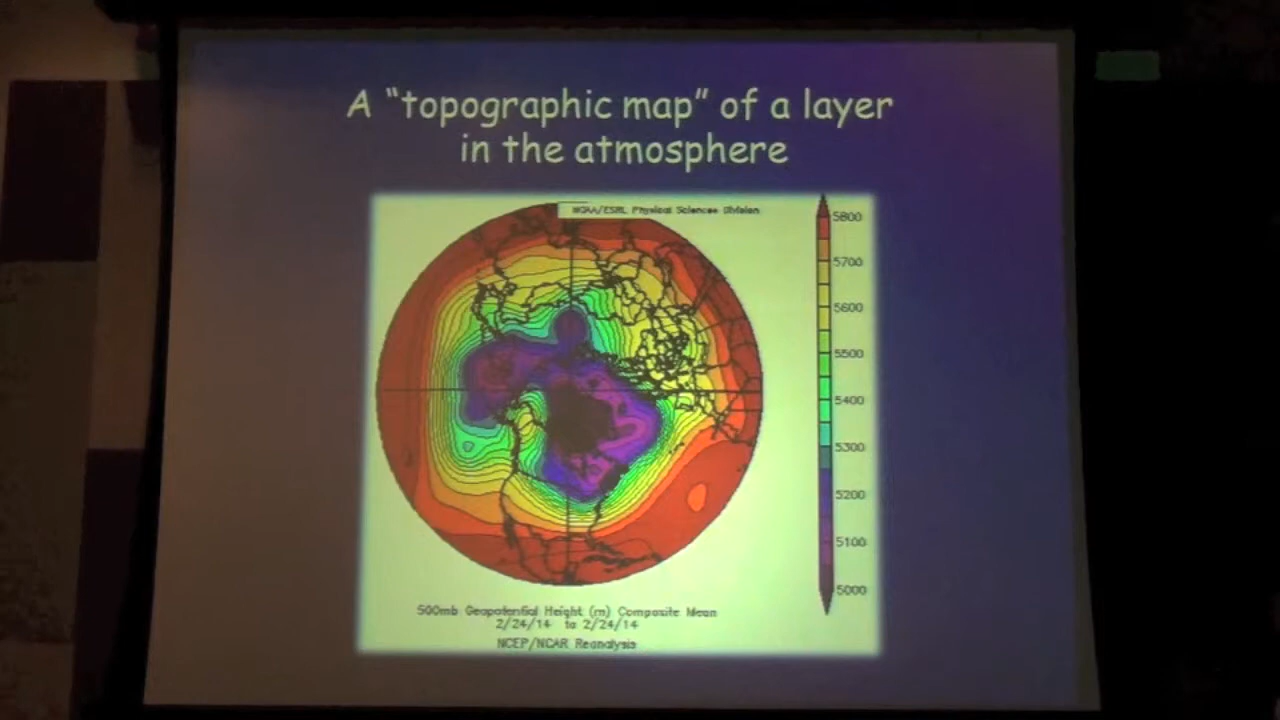 A “topographic map” of a layer
in the atmosphere
NOAA/ESRL Physical Sciences Division
5800
5700
5600
5500
5400
5300
5200
5100
5000
500mb Geopotential Height (m) Composite Mean
2/24/14 to 2/24/14
NCEP/NCAR Reanalysis